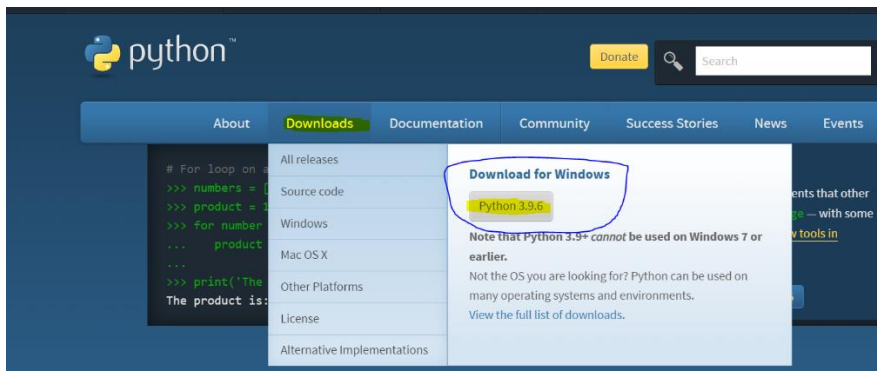 python™
Donate
Search
About Downloads Documentation Community Success Stories News Events
# For loop on a
>>> numbers = [
>>> product = 1
>>> for number
... product
...
>>> print('The
The product is:
All releases
Source code
Windows
Mac OS X
Other Platforms
License
Alternative Implementations
Download for Windows
Python 3.9.6
Note that Python 3.9+ cannot be used on Windows 7 or
earlier.
Not the OS you are looking for? Python can be used on
many operating systems and environments.
View the full list of downloads.
ents that other
— with some
tools in